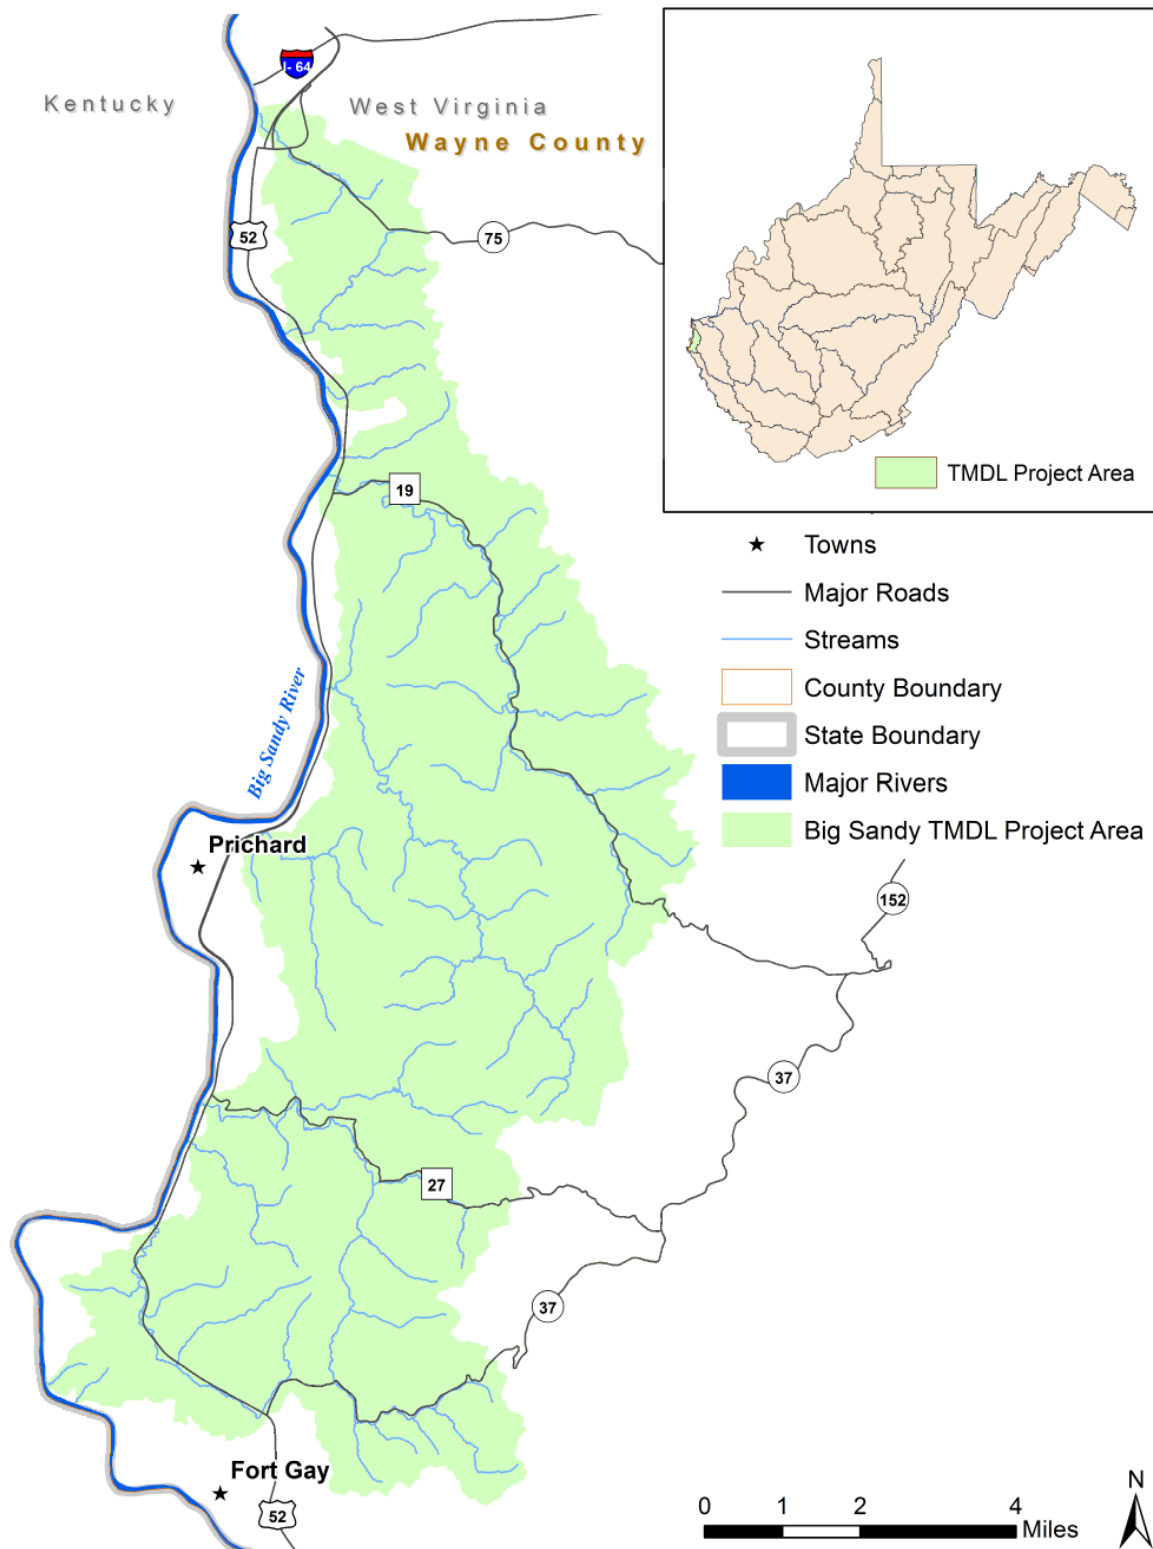 I- 64
Kentucky
West Virginia
Wayne County
52
75
TMDL Project Area
19
Towns
Major Roads
Streams
County Boundary
State Boundary
Major Rivers
Big Sandy TMDL Project Area
Big Sandy River
Prichard
152
37
27
37
Fort Gay
52
N
0 1 2 4
Miles